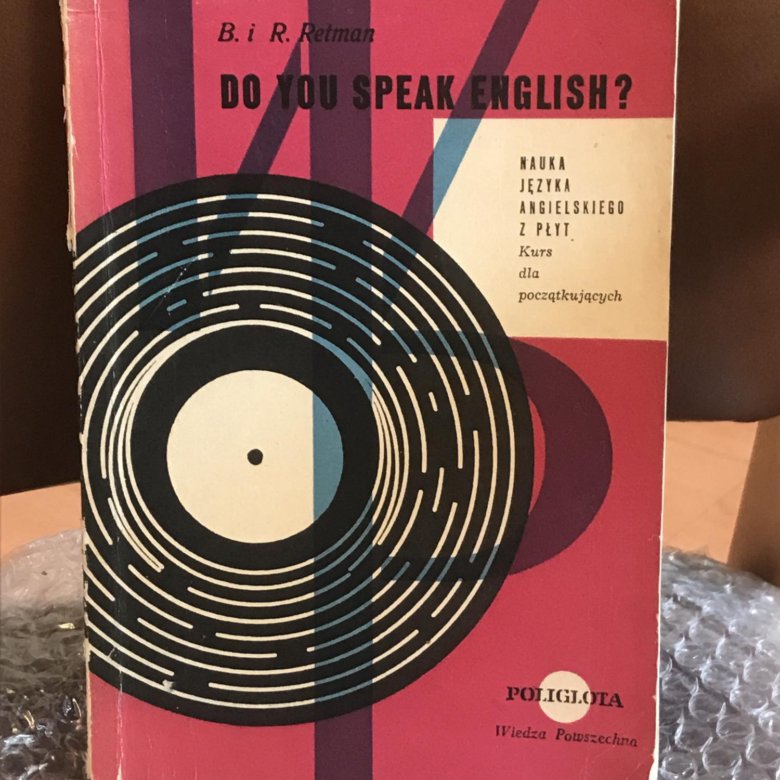 B. i R. Retman
DO YOU SPEAK ENGLISH?
NAUKA
JĘZYKA
ANGIELSKIEGO
Z PŁYT
Kurs
dla
początkujących
POLIGLOTA
Wiedza Powszechna